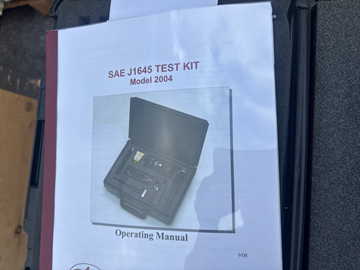 SAE J1645 TEST KIT
Model 2004
Operating Manual